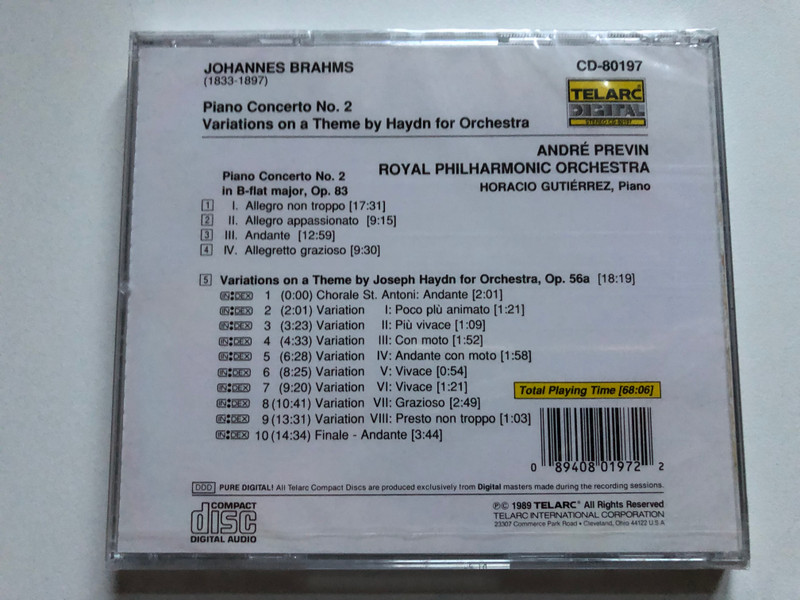 JOHANNES BRAHMS
(1833-1897)
CD-80197
TELARC®
DIGITAL
STEREO CD-80197
Piano Concerto No. 2
Variations on a Theme by Haydn for Orchestra
ANDRÉ PREVIN
ROYAL PHILHARMONIC ORCHESTRA
HORACIO GUTIÉRREZ, Piano
Piano Concerto No. 2
in B-flat major, Op. 83
1 I. Allegro non troppo [17:31]
2 II. Allegro appassionato [9:15]
3 III. Andante [12:59]
4 IV. Allegretto grazioso [9:30]
5 Variations on a Theme by Joseph Haydn for Orchestra, Op. 56a [18:19]
INDEX 1 (0:00) Chorale St. Antoni: Andante [2:01]
INDEX 2 (2:01) Variation I: Poco più animato [1:21]
INDEX 3 (3:23) Variation II: Più vivace [1:09]
INDEX 4 (4:33) Variation III: Con moto [1:52]
INDEX 5 (6:28) Variation IV: Andante con moto [1:58]
INDEX 6 (8:25) Variation V: Vivace [0:54]
INDEX 7 (9:20) Variation VI: Vivace [1:21]
INDEX 8 (10:41) Variation VII: Grazioso [2:49]
INDEX 9 (13:31) Variation VIII: Presto non troppo [1:03]
INDEX 10 (14:34) Finale - Andante [3:44]
Total Playing Time [68:06]
0 89408 01972 2
DDD PURE DIGITAL! All Telarc Compact Discs are produced exclusively from Digital masters made during the recording sessions.
COMPACT
disc
DIGITAL AUDIO
℗© 1989 TELARC® All Rights Reserved
TELARC INTERNATIONAL CORPORATION
23307 Commerce Park Road • Cleveland, Ohio 44122 U.S.A